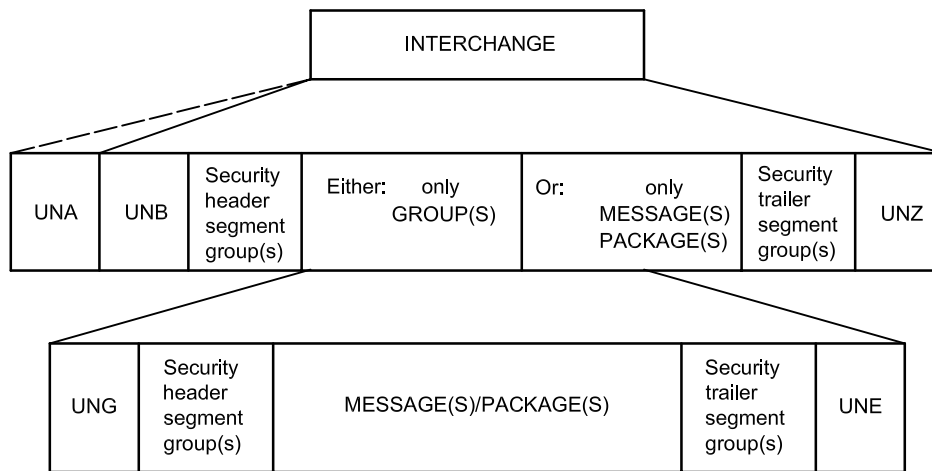 INTERCHANGE
UNA
UNB
Security
header
segment
group(s)
Either: only
GROUP(S)
Or: only
MESSAGE(S)
PACKAGE(S)
Security
trailer
segment
group(s)
UNZ
UNG
Security
header
segment
group(s)
MESSAGE(S)/PACKAGE(S)
Security
trailer
segment
group(s)
UNE